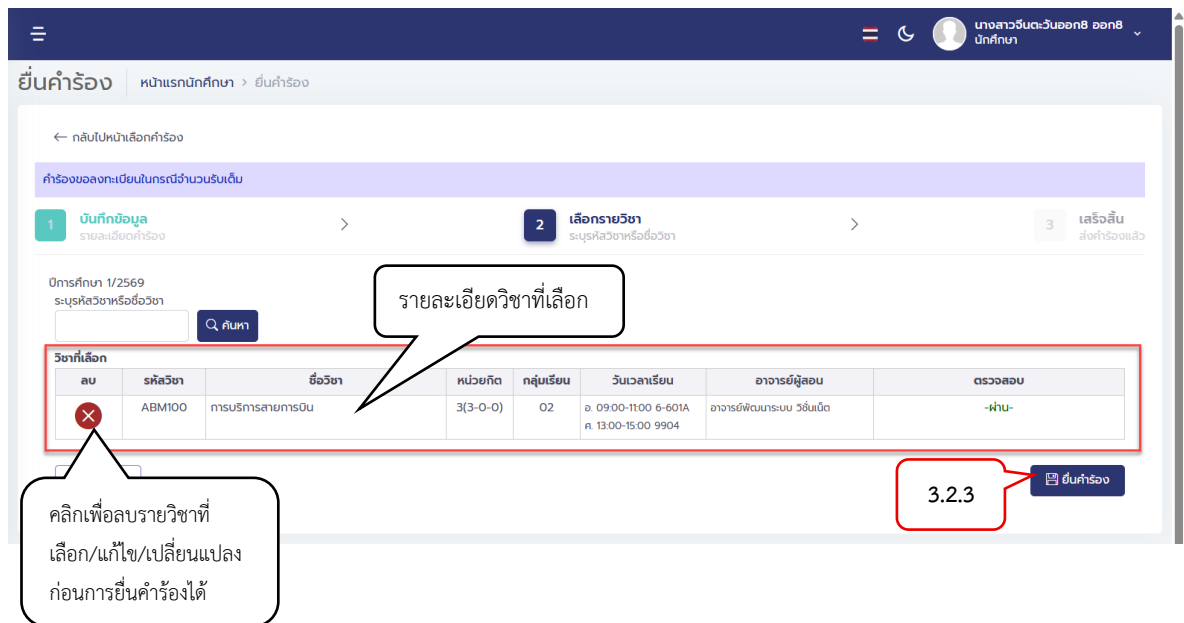 นางสาวจีนตะวันออก8 ออก8
นักศึกษา
ยื่นคำร้อง
หน้าแรกนักศึกษา > ยื่นคำร้อง
← กลับไปหน้าเลือกคำร้อง
คำร้องขอลงทะเบียนในกรณีจำนวนรับเต็ม
1 บันทึกข้อมูล
รายละเอียดคำร้อง
2 เลือกรายวิชา
ระบุรหัสวิชาหรือชื่อวิชา
3 เสร็จสิ้น
ส่งคำร้องแล้ว
ปีการศึกษา 1/2569
ระบุรหัสวิชาหรือชื่อวิชา
ค้นหา
รายละเอียดวิชาที่เลือก
วิชาที่เลือก
ลบ รหัสวิชา ชื่อวิชา หน่วยกิต กลุ่มเรียน วันเวลาเรียน อาจารย์ผู้สอน ตรวจสอบ
ABM100 การบริการสายการบิน 3(3-0-0) 02 อ. 09:00-11:00 6-601A อาจารย์พัฒนาระบบ วิชั่นเน็ต -ผ่าน-
ศ. 13:00-15:00 9904
ยื่นคำร้อง
3.2.3
คลิกเพื่อลบรายวิชาที่
เลือก/แก้ไข/เปลี่ยนแปลง
ก่อนการยื่นคำร้องได้